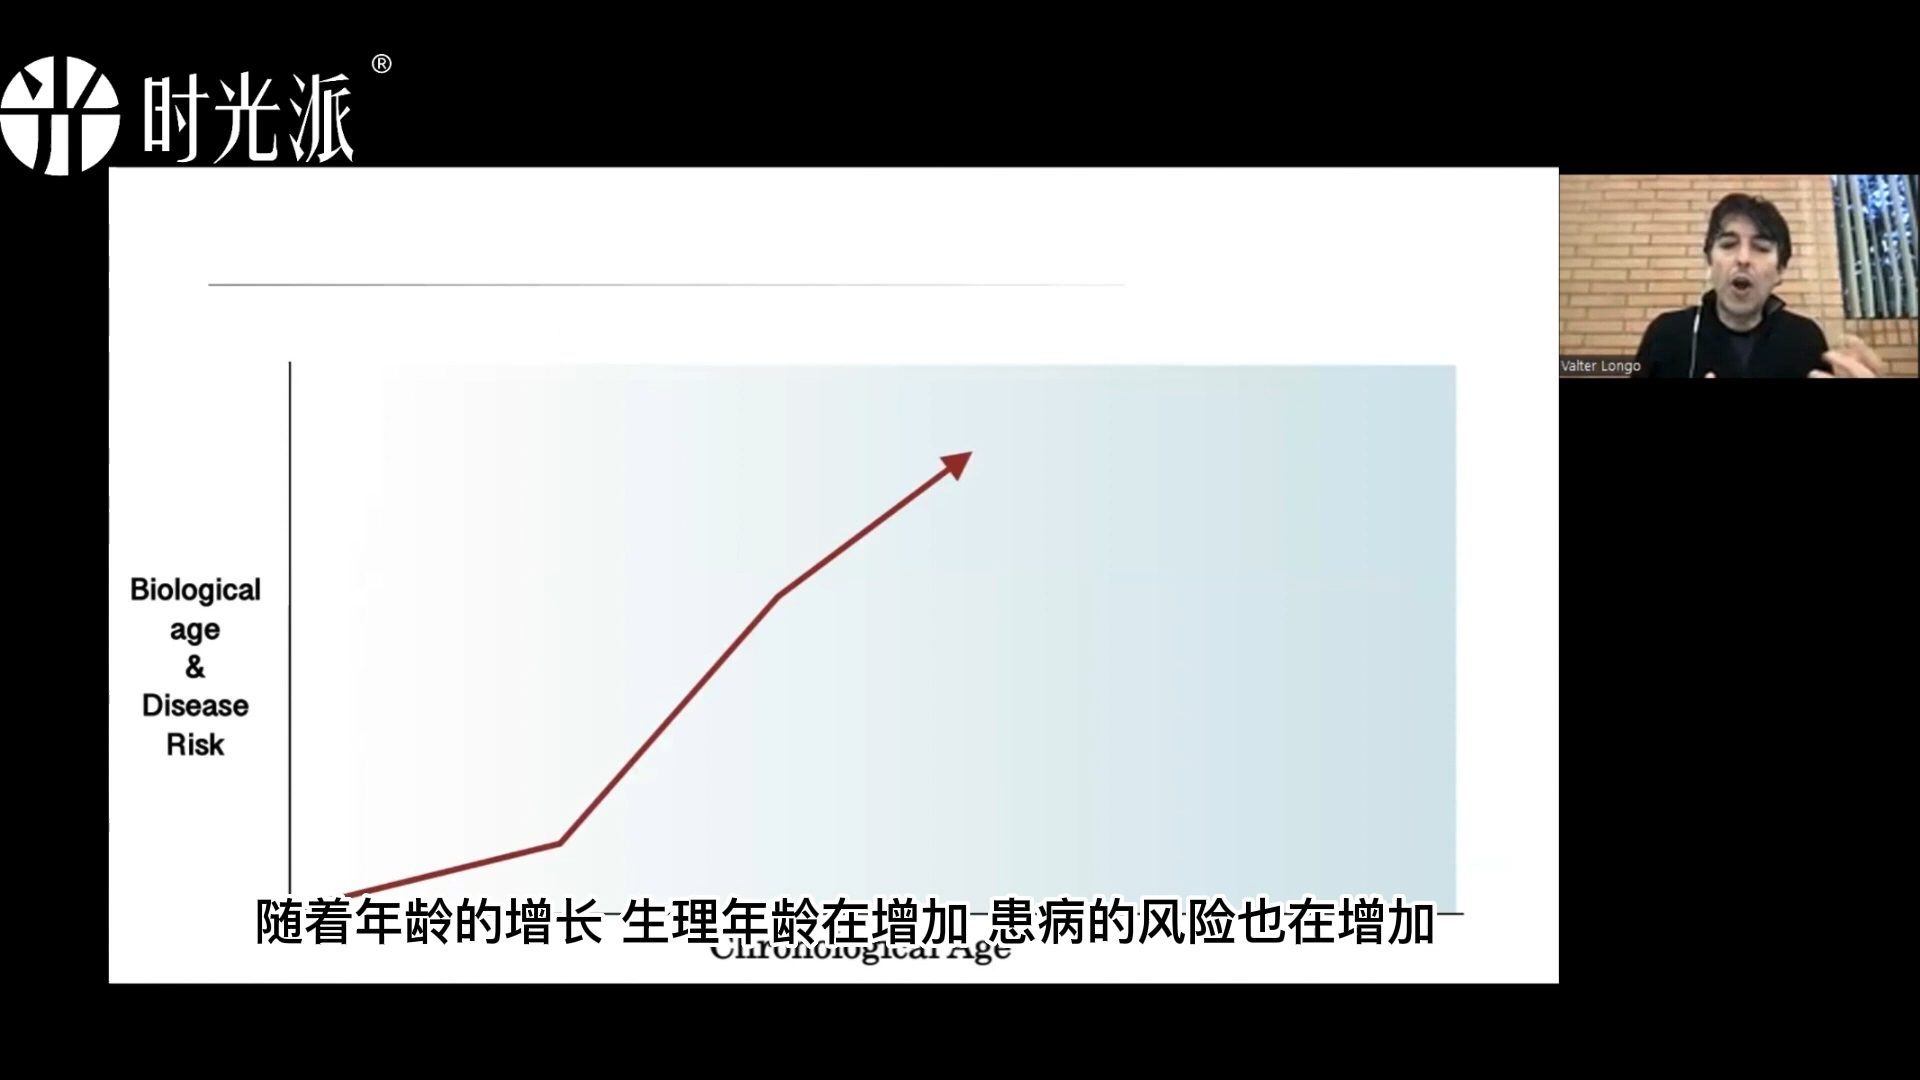 时光派®
Valter Longo
Biological
age
&
Disease
Risk
随着年龄的增长 生理年龄在增加 患病的风险也在增加
Chronological Age